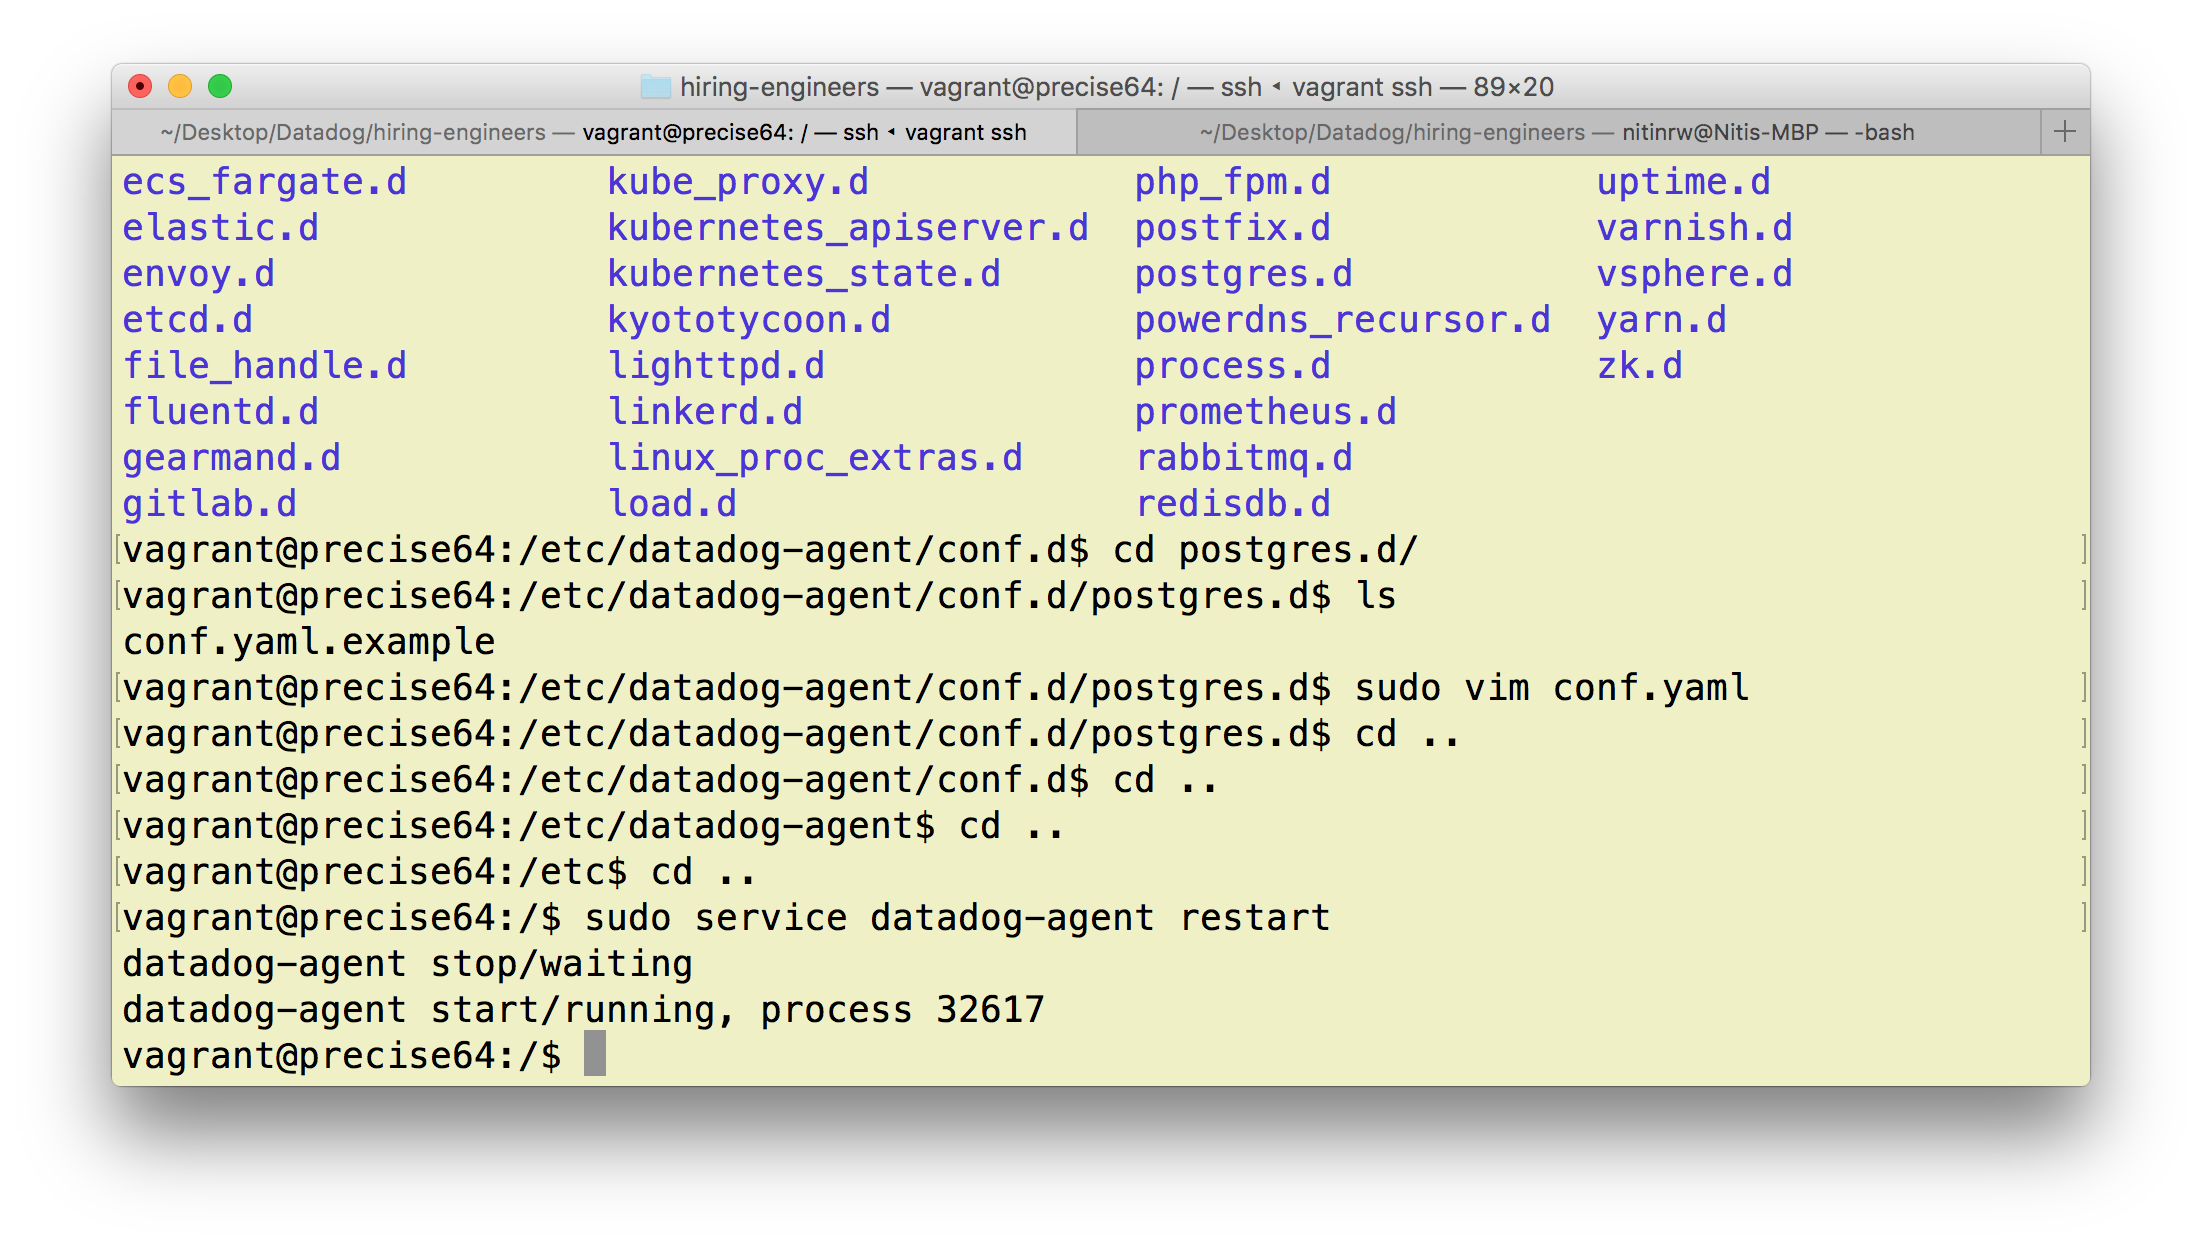 hiring-engineers — vagrant@precise64: / — ssh ◂ vagrant ssh — 89×20
~/Desktop/Datadog/hiring-engineers — vagrant@precise64: / — ssh ◂ vagrant ssh ~/Desktop/Datadog/hiring-engineers — nitinrw@Nitis-MBP — -bash +
ecs_fargate.d kube_proxy.d php_fpm.d uptime.d
elastic.d kubernetes_apiserver.d postfix.d varnish.d
envoy.d kubernetes_state.d postgres.d vsphere.d
etcd.d kyototycoon.d powerdns_recursor.d yarn.d
file_handle.d lighttpd.d process.d zk.d
fluentd.d linkerd.d prometheus.d
gearmand.d linux_proc_extras.d rabbitmq.d
gitlab.d load.d redisdb.d
[vagrant@precise64:/etc/datadog-agent/conf.d$ cd postgres.d/ ]
[vagrant@precise64:/etc/datadog-agent/conf.d/postgres.d$ ls ]
conf.yaml.example
[vagrant@precise64:/etc/datadog-agent/conf.d/postgres.d$ sudo vim conf.yaml ]
[vagrant@precise64:/etc/datadog-agent/conf.d/postgres.d$ cd .. ]
[vagrant@precise64:/etc/datadog-agent/conf.d$ cd .. ]
[vagrant@precise64:/etc/datadog-agent$ cd .. ]
[vagrant@precise64:/etc$ cd .. ]
[vagrant@precise64:/$ sudo service datadog-agent restart ]
datadog-agent stop/waiting
datadog-agent start/running, process 32617
vagrant@precise64:/$